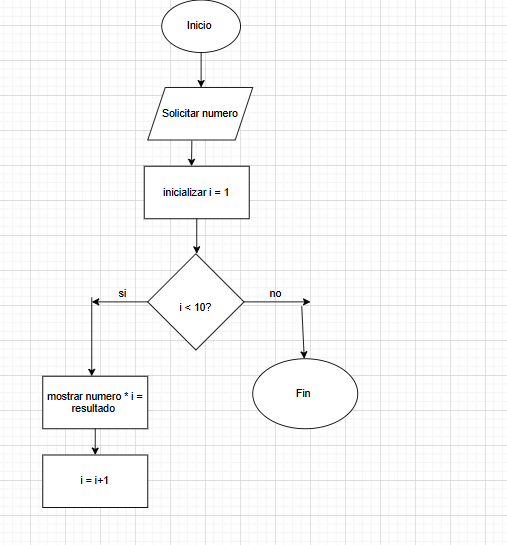 Inicio
Solicitar numero
inicializar i = 1
i < 10?
si
no
mostrar numero * i =
resultado
Fin
i = i+1